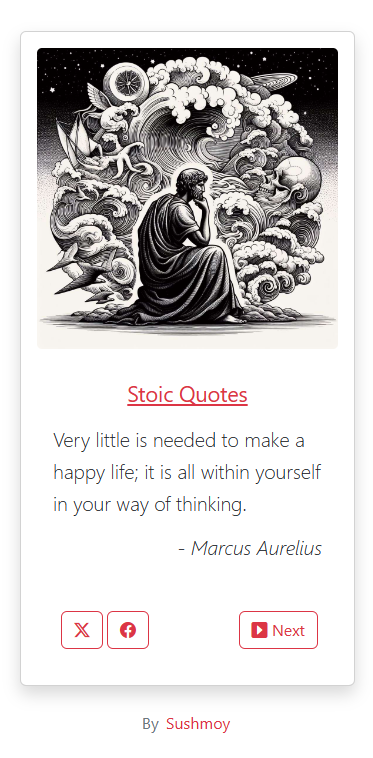 Stoic Quotes
Very little is needed to make a
happy life; it is all within yourself
in your way of thinking.
- Marcus Aurelius
Next
By Sushmoy